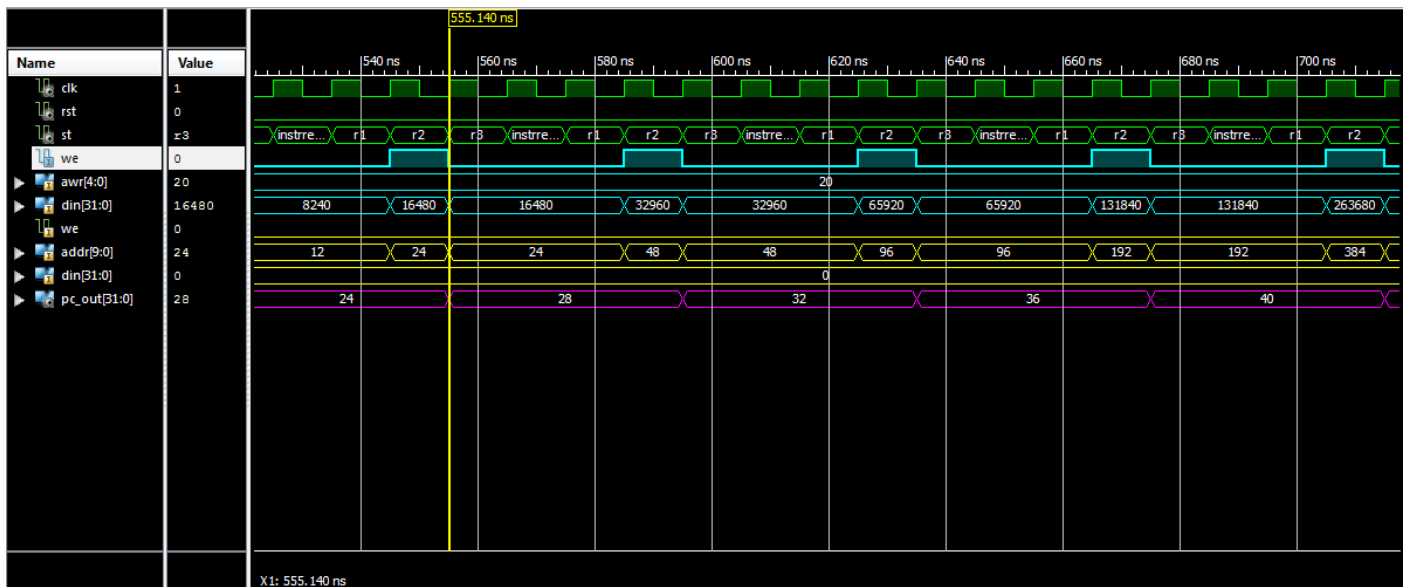 555.140 ns
Name Value
540 ns 560 ns 580 ns 600 ns 620 ns 640 ns 660 ns 680 ns 700 ns
clk 1
rst 0
st r3 instrre... r1 r2 r3 instrre... r1 r2 r3 instrre... r1 r2 r3 instrre... r1 r2 r3 instrre... r1 r2
we 0
awr[4:0] 20 20
din[31:0] 16480 8240 16480 16480 32960 32960 65920 65920 131840 131840 263680
we 0
addr[9:0] 24 12 24 24 48 48 96 96 192 192 384
din[31:0] 0 0
pc_out[31:0] 28 24 28 32 36 40
X1: 555.140 ns